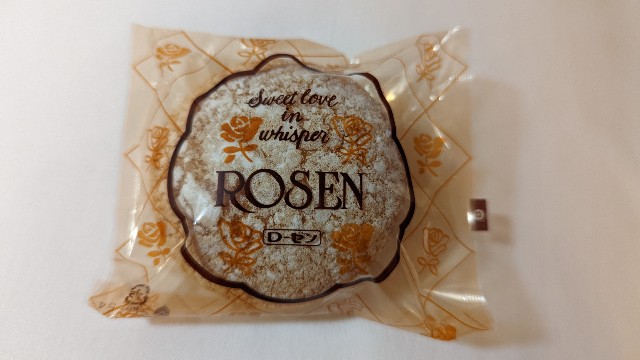 Sweet love
in
whisper
ROSEN
ローゼン